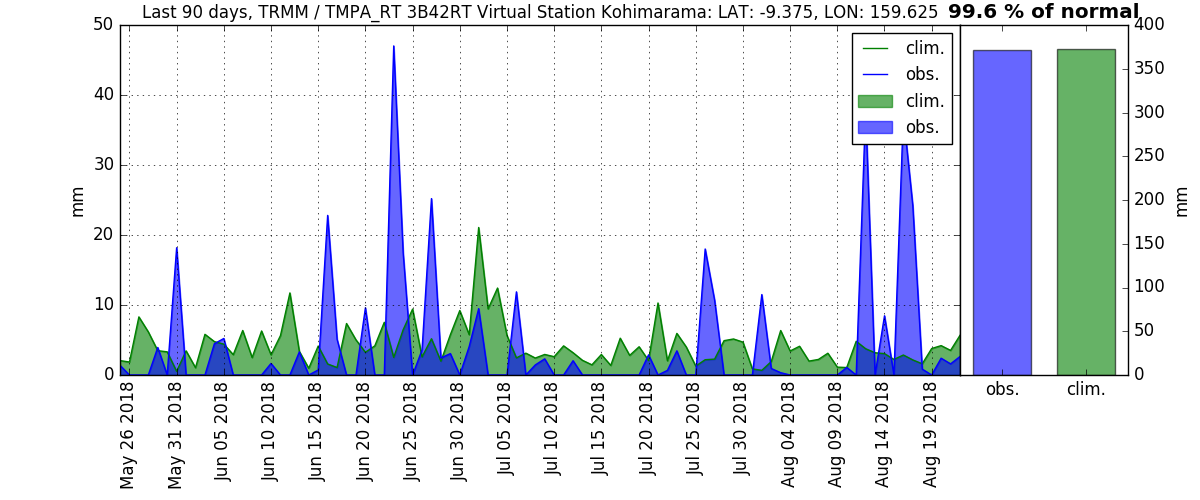 Last 90 days, TRMM / TMPA_RT 3B42RT Virtual Station Kohimarama: LAT: -9.375, LON: 159.625 99.6 % of normal
50
40
30
20
10
0
mm
clim.
obs.
clim.
obs.
May 26 2018
May 31 2018
Jun 05 2018
Jun 10 2018
Jun 15 2018
Jun 20 2018
Jun 25 2018
Jun 30 2018
Jul 05 2018
Jul 10 2018
Jul 15 2018
Jul 20 2018
Jul 25 2018
Jul 30 2018
Aug 04 2018
Aug 09 2018
Aug 14 2018
Aug 19 2018
obs.
clim.
400
350
300
250
200
150
100
50
0
mm